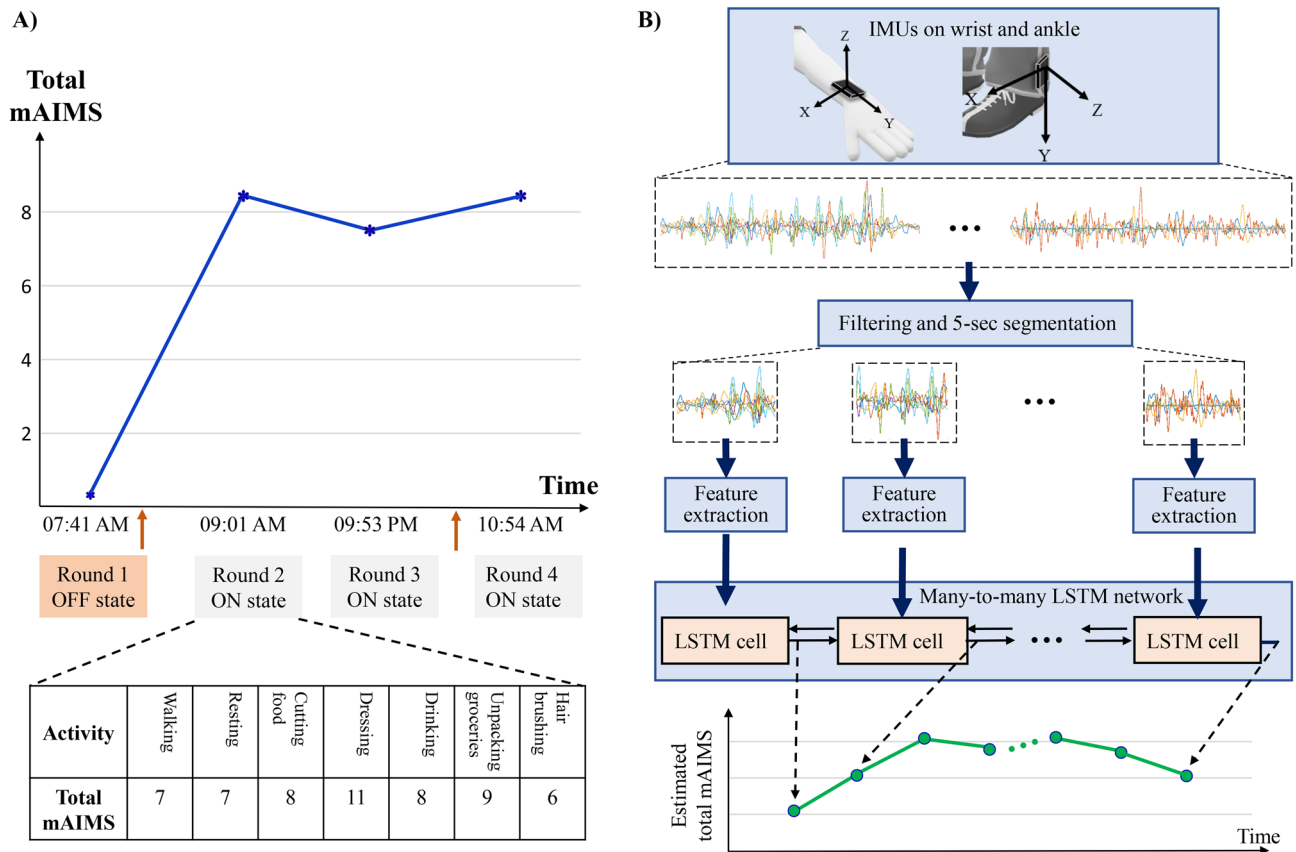 A)
Total
mAIMS
8
6
4
2
Time
07:41 AM
09:01 AM
09:53 PM
10:54 AM
Round 1
OFF state
Round 2
ON state
Round 3
ON state
Round 4
ON state
Activity
Walking
Resting
Cutting
food
Dressing
Drinking
Unpacking
groceries
Hair
brushing
Total
mAIMS
7
7
8
11
8
9
6
B)
IMUs on wrist and ankle
Z
X
Y
X
Z
Y
Filtering and 5-sec segmentation
Feature
extraction
Feature
extraction
Feature
extraction
Many-to-many LSTM network
LSTM cell
LSTM cell
LSTM cell
Estimated
total mAIMS
Time